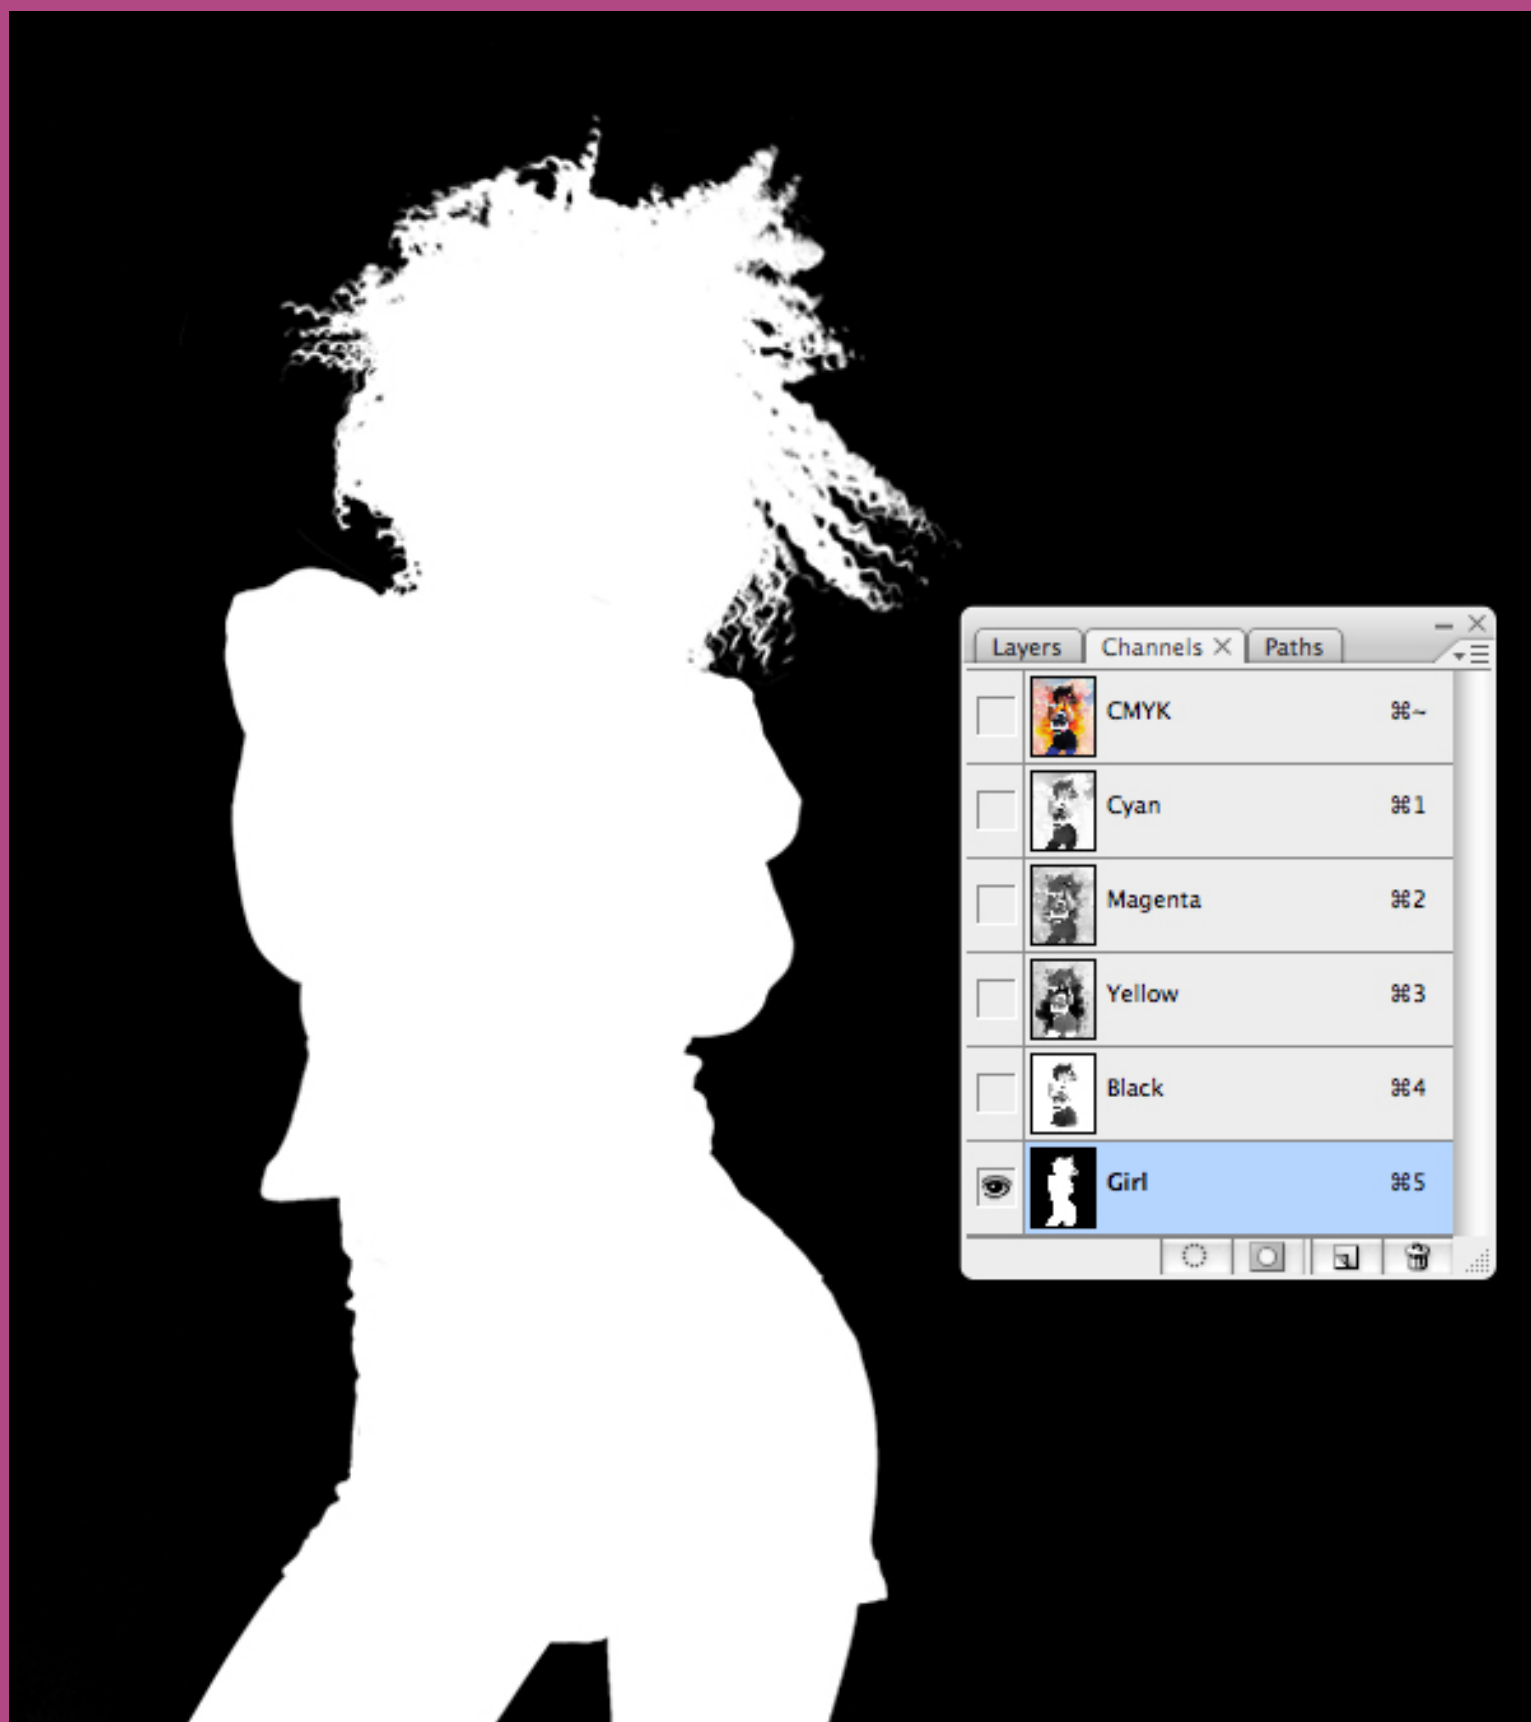 Layers Channels Paths
CMYK ⌘~
Cyan ⌘1
Magenta ⌘2
Yellow ⌘3
Black ⌘4
Girl ⌘5